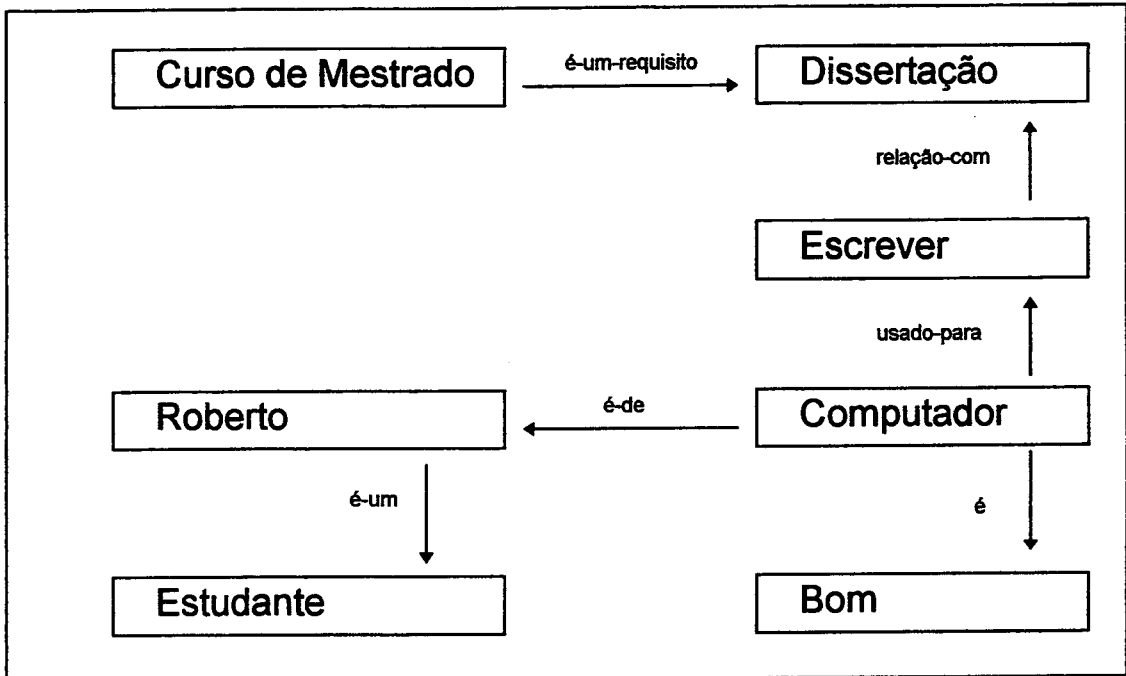 Curso de Mestrado
é-um-requisito
Dissertação
relação-com
Escrever
usado-para
Roberto
é-de
Computador
é-um
é
Estudante
Bom